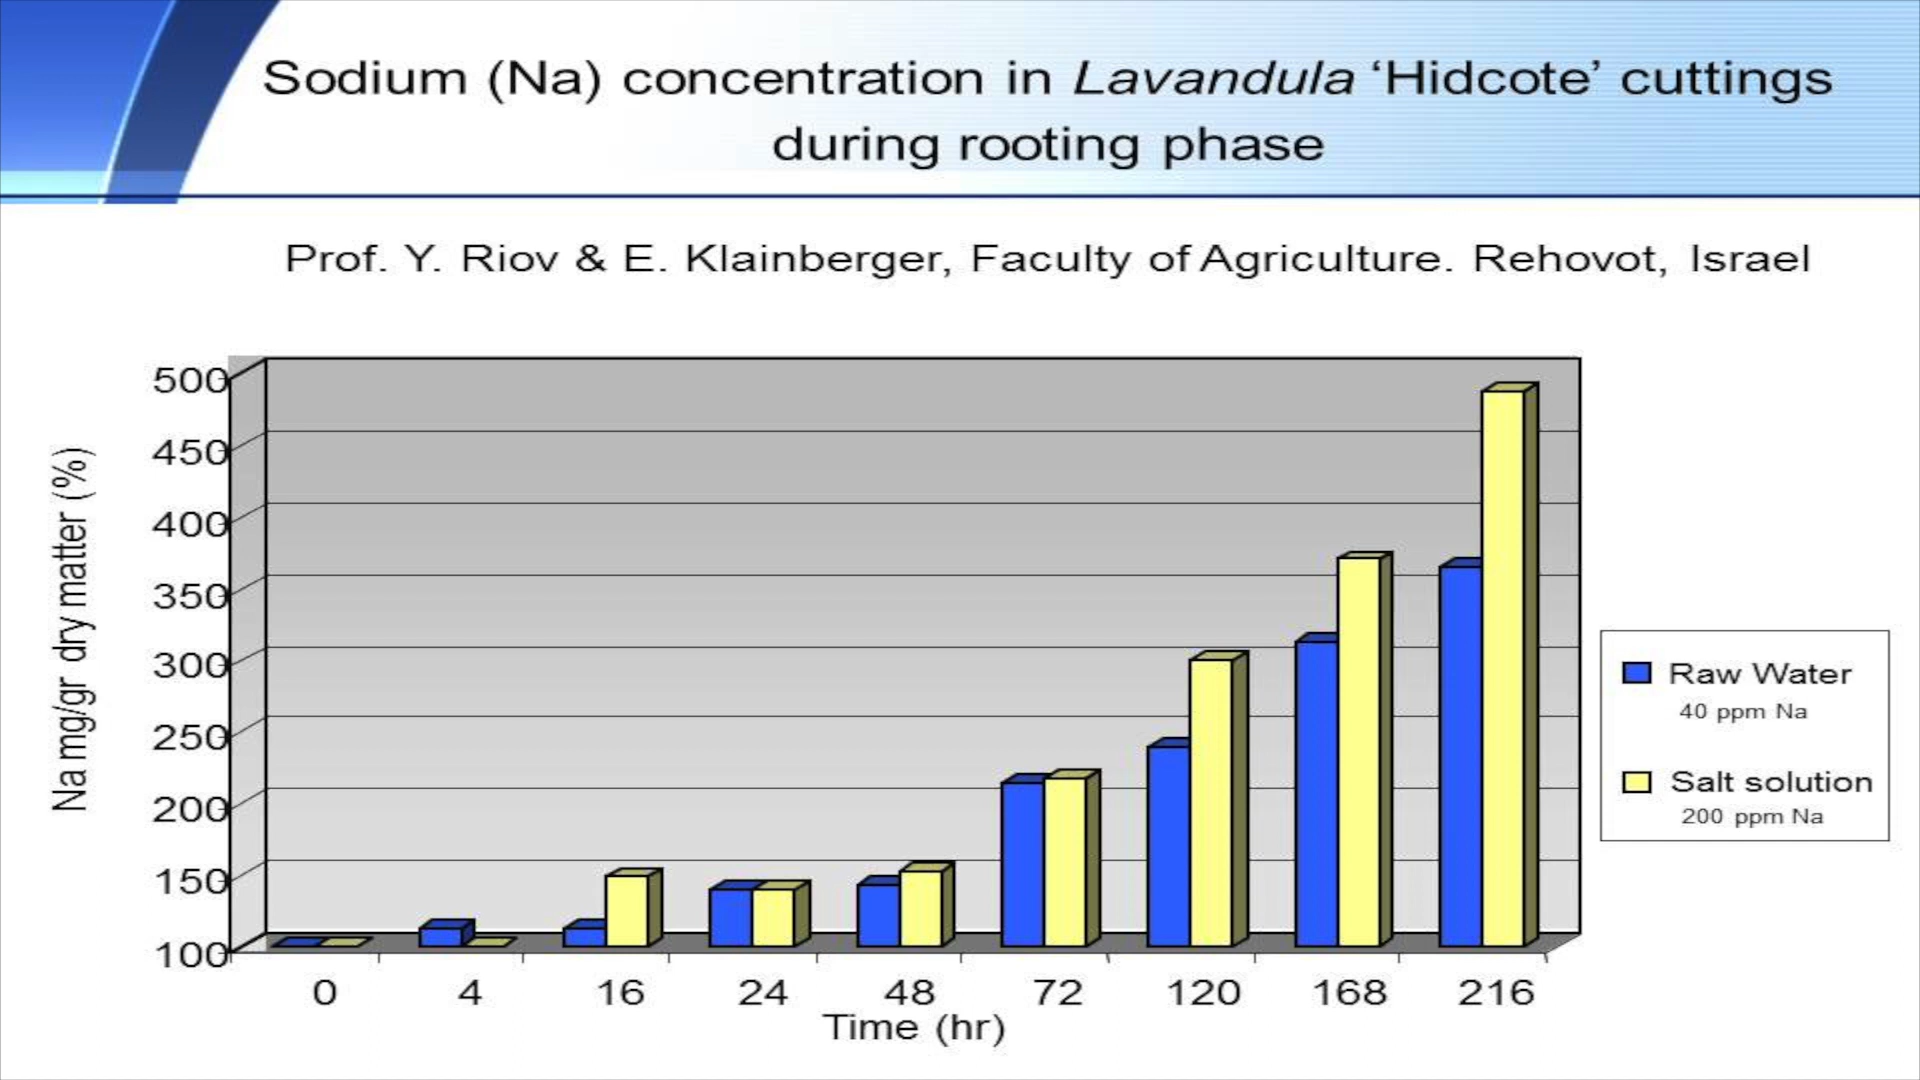 Sodium (Na) concentration in Lavandula ‘Hidcote’ cuttings
during rooting phase
Prof. Y. Riov & E. Klainberger, Faculty of Agriculture. Rehovot, Israel
Na mg/gr dry matter (%)
500
450
400
350
300
250
200
150
100
0 4 16 24 48 72 120 168 216
Time (hr)
Raw Water
40 ppm Na
Salt solution
200 ppm Na